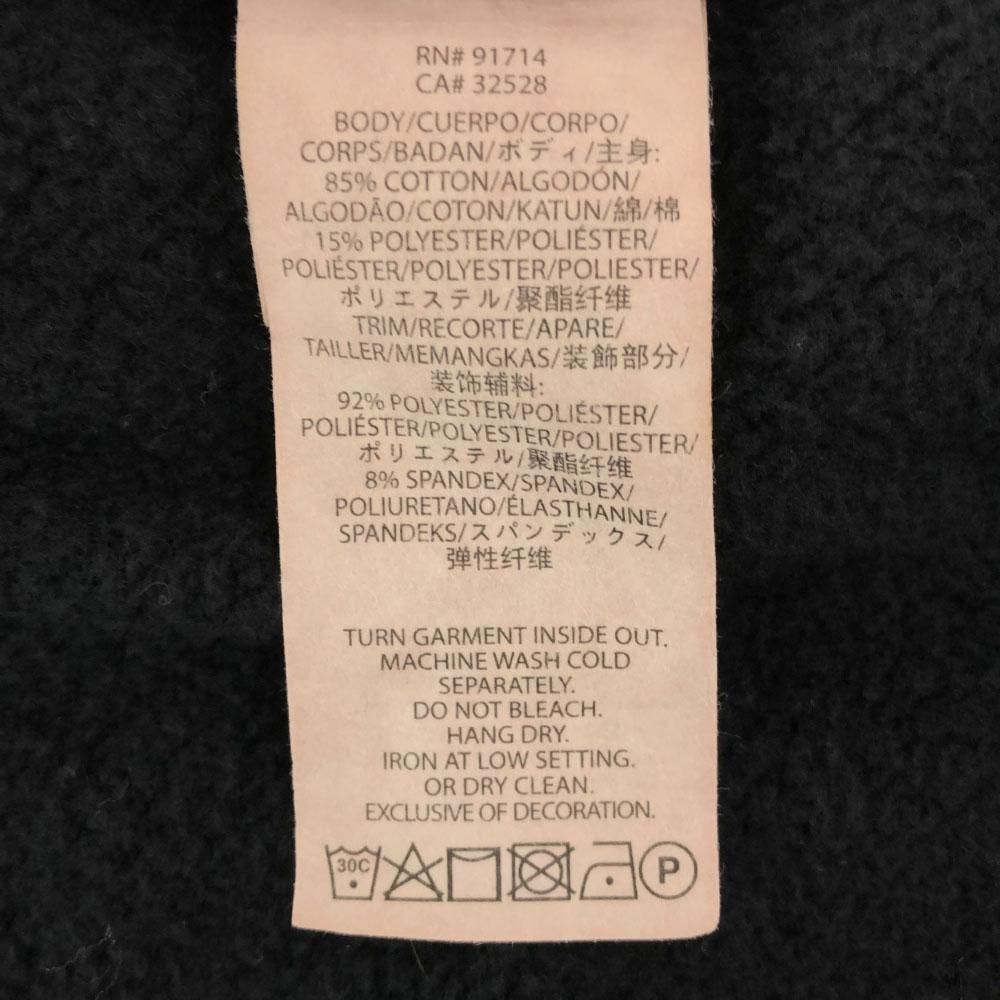 RN# 91714
CA# 32528
BODY/CUERPO/CORPO/
CORPS/BADAN/ボディ/主身:
85% COTTON/ALGODÓN/
ALGODÃO/COTON/KATUN/綿/棉
15% POLYESTER/POLIÉSTER/
POLIÉSTER/POLYESTER/POLIESTER/
ポリエステル/聚酯纤维
TRIM/RECORTE/APARE/
TAILLER/MEMANGKAS/装飾部分/
装饰辅料:
92% POLYESTER/POLIÉSTER/
POLIÉSTER/POLYESTER/POLIESTER/
ポリエステル/聚酯纤维
8% SPANDEX/SPANDEX/
POLIURETANO/ÉLASTHANNE/
SPANDEKS/スパンデックス/
弹性纤维
TURN GARMENT INSIDE OUT.
MACHINE WASH COLD
SEPARATELY.
DO NOT BLEACH.
HANG DRY.
IRON AT LOW SETTING.
OR DRY CLEAN.
EXCLUSIVE OF DECORATION.
30C P